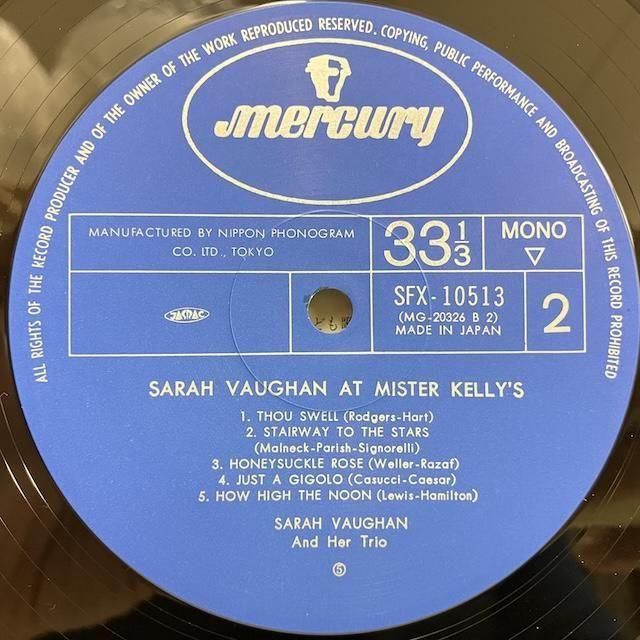 ALL RIGHTS OF THE RECORD PRODUCER AND OF THE OWNER OF THE WORK REPRODUCED RESERVED. COPYING, PUBLIC PERFORMANCE AND BROADCASTING OF THIS RECORD PROHIBITED
mercury
MANUFACTURED BY NIPPON PHONOGRAM
CO. LTD., TOKYO
33 1/3
MONO
▽
JASRAC
SFX-10513
(MG-20326 B 2)
MADE IN JAPAN
2
SARAH VAUGHAN AT MISTER KELLY'S
1. THOU SWELL (Rodgers-Hart)
2. STAIRWAY TO THE STARS
(Malneck-Parish-Signorelli)
3. HONEYSUCKLE ROSE (Weller-Razaf)
4. JUST A GIGOLO (Casucci-Caesar)
5. HOW HIGH THE NOON (Lewis-Hamilton)
SARAH VAUGHAN
And Her Trio
⑤